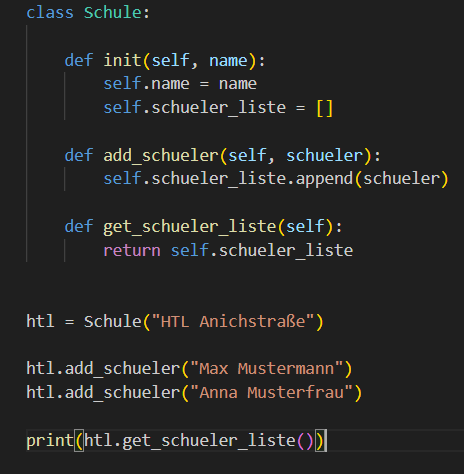 class Schule:
def init(self, name):
self.name = name
self.schueler_liste = []
def add_schueler(self, schueler):
self.schueler_liste.append(schueler)
def get_schueler_liste(self):
return self.schueler_liste
htl = Schule("HTL Anichstraße")
htl.add_schueler("Max Mustermann")
htl.add_schueler("Anna Musterfrau")
print(htl.get_schueler_liste())